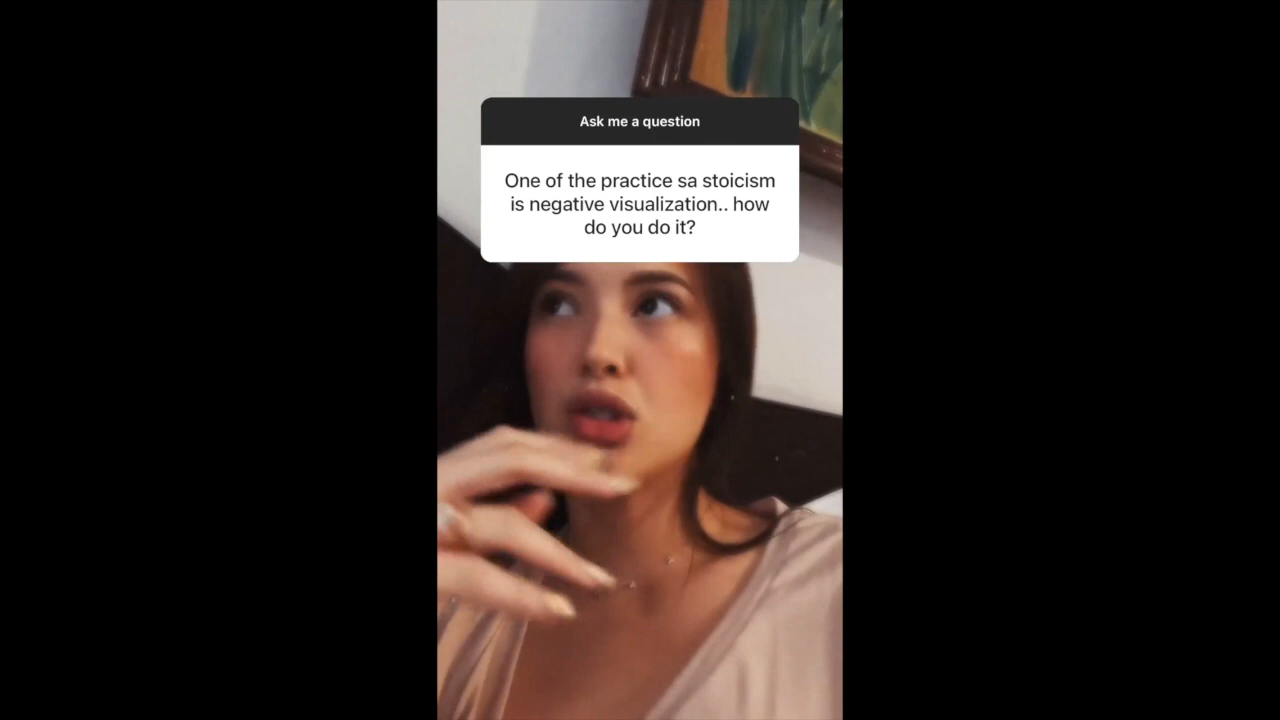 Ask me a question
One of the practice sa stoicism
is negative visualization.. how
do you do it?